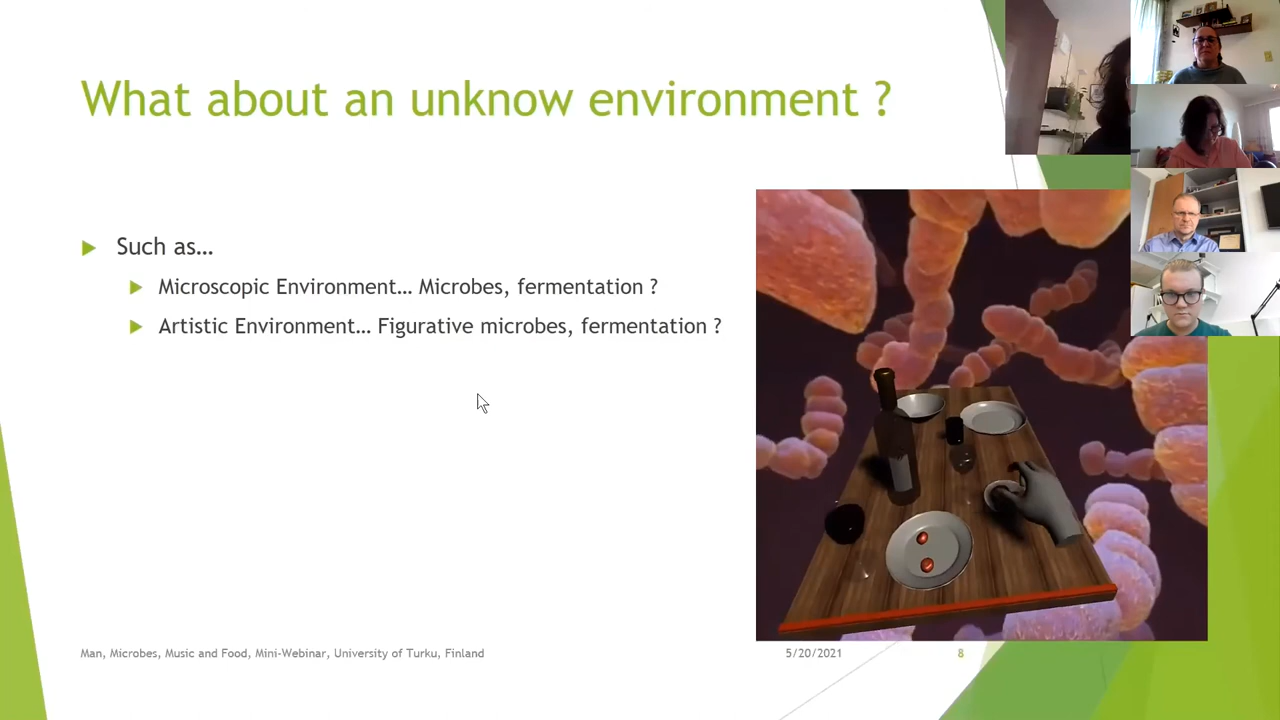 What about an unknow environment ?
Such as…
Microscopic Environment… Microbes, fermentation ?
Artistic Environment… Figurative microbes, fermentation ?
Man, Microbes, Music and Food, Mini-Webinar, University of Turku, Finland
5/20/2021
8